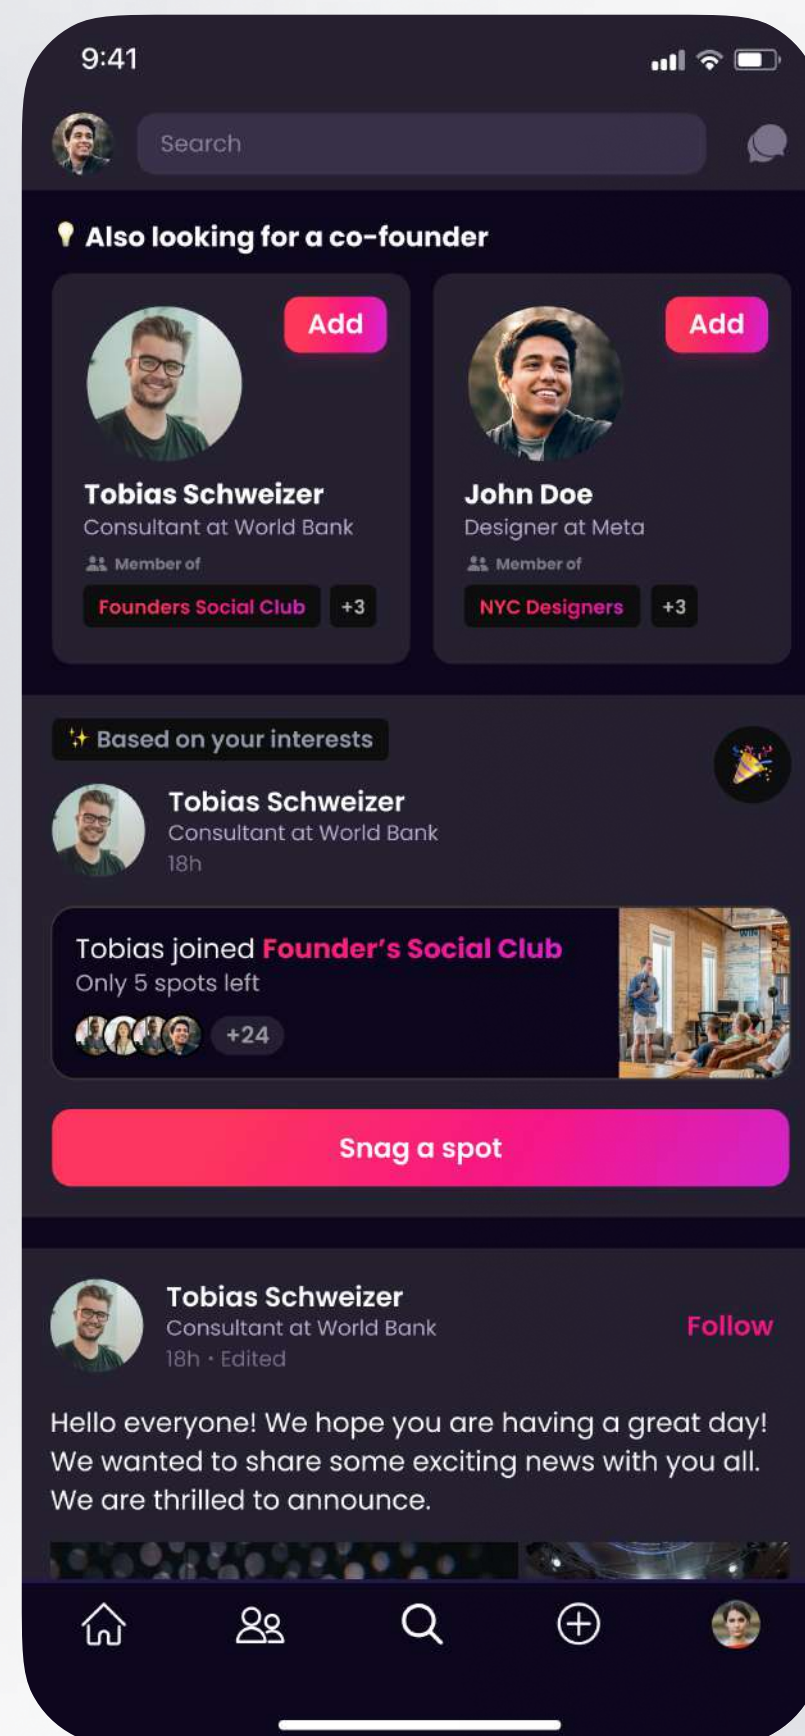 9:41
Search
Also looking for a co-founder
Add
Tobias Schweizer
Consultant at World Bank
Member of
Founders Social Club +3
Add
John Doe
Designer at Meta
Member of
NYC Designers +3
Based on your interests
Tobias Schweizer
Consultant at World Bank
18h
Tobias joined Founder’s Social Club
Only 5 spots left
+24
WIN
Snag a spot
Tobias Schweizer
Consultant at World Bank
18h • Edited
Follow
Hello everyone! We hope you are having a great day!
We wanted to share some exciting news with you all.
We are thrilled to announce.